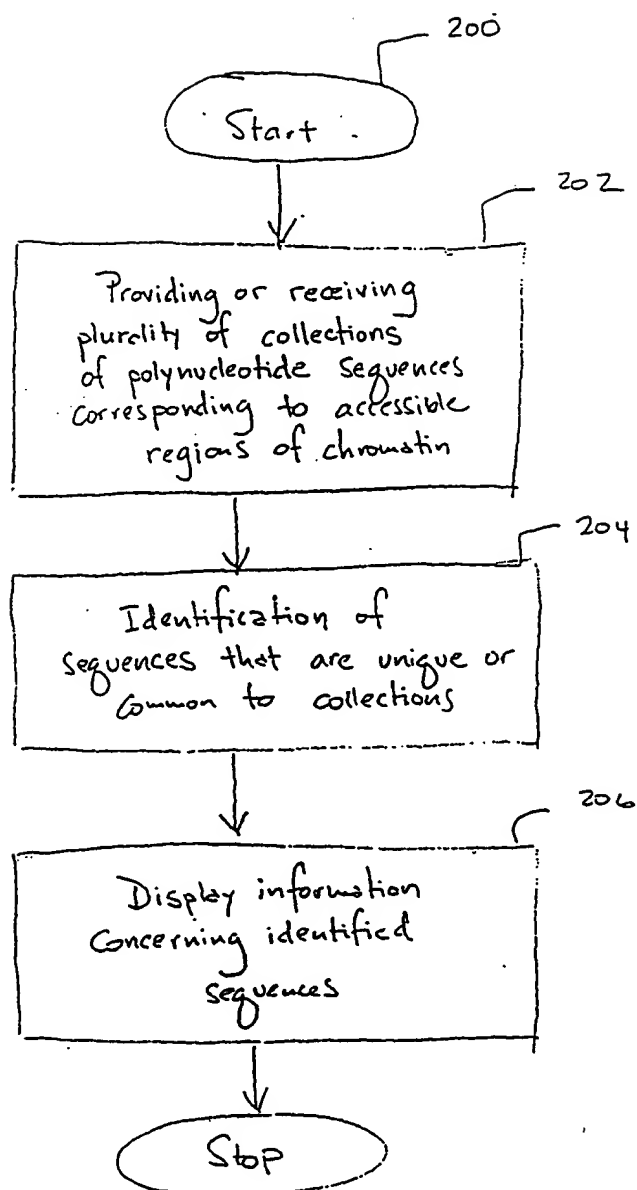 200
Start
202
Providing or receiving
plurality of collections
of polynucleotide sequences
corresponding to accessible
regions of chromatin
204
Identification of
sequences that are unique or
common to collections
206
Display information
Concerning identified
sequences
Stop